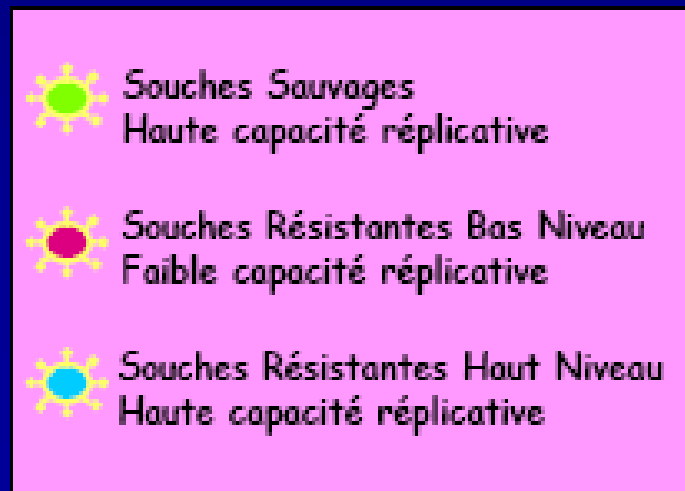 Souches Sauvages
Haute capacité réplicative
Souches Résistantes Bas Niveau
Faible capacité réplicative
Souches Résistantes Haut Niveau
Haute capacité réplicative